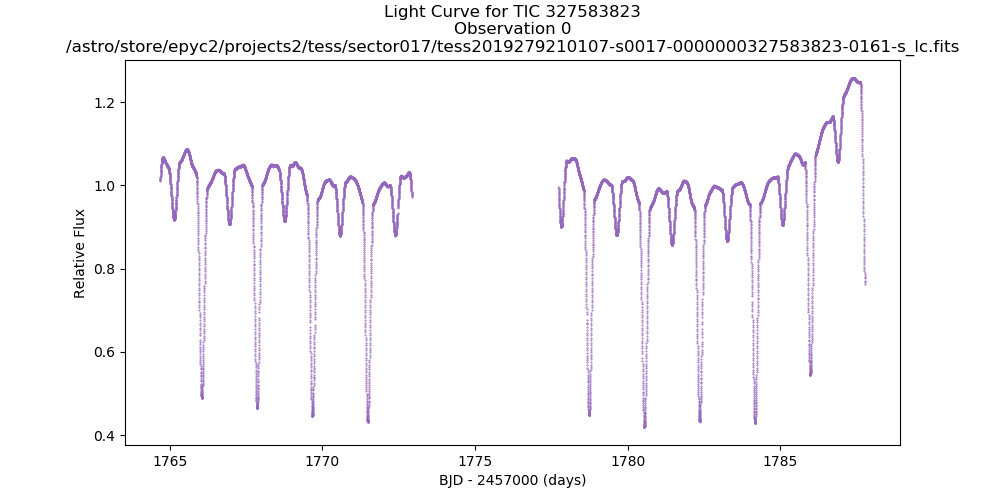 Light Curve for TIC 327583823
Observation 0
/astro/store/epyc2/projects2/tess/sector017/tess2019279210107-s0017-0000000327583823-0161-s_lc.fits
1.2
1.0
0.8
0.6
0.4
Relative Flux
1765
1770
1775
1780
1785
BJD - 2457000 (days)